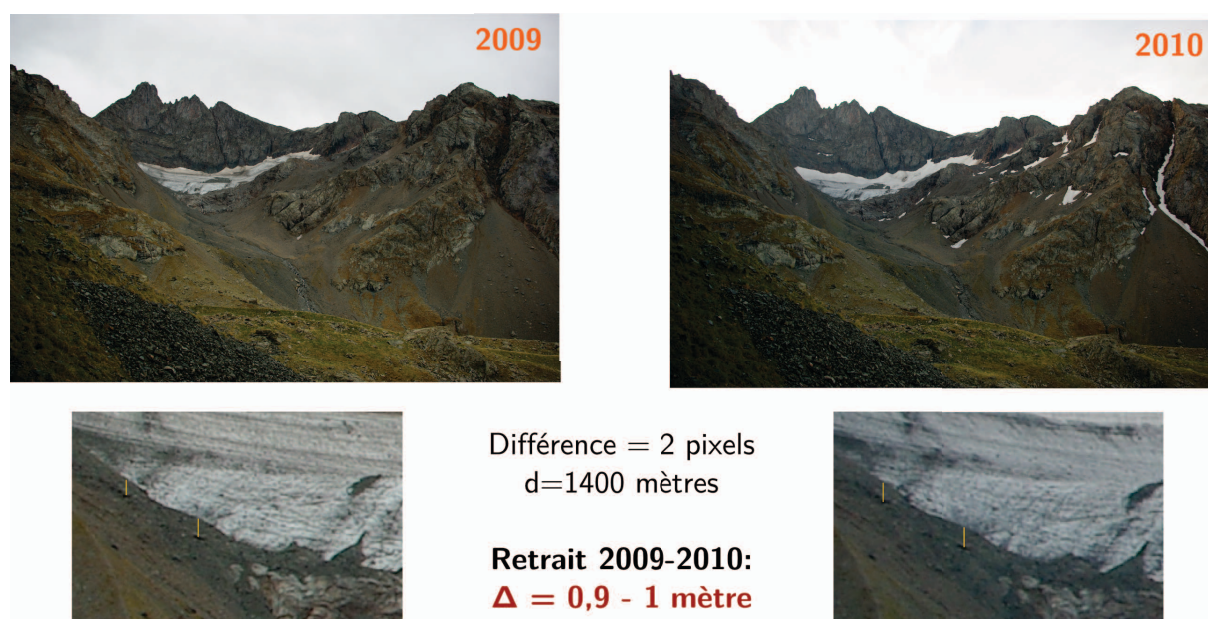 2009
2010
Différence = 2 pixels
d=1400 mètres
Retrait 2009-2010:
Δ = 0,9 - 1 mètre